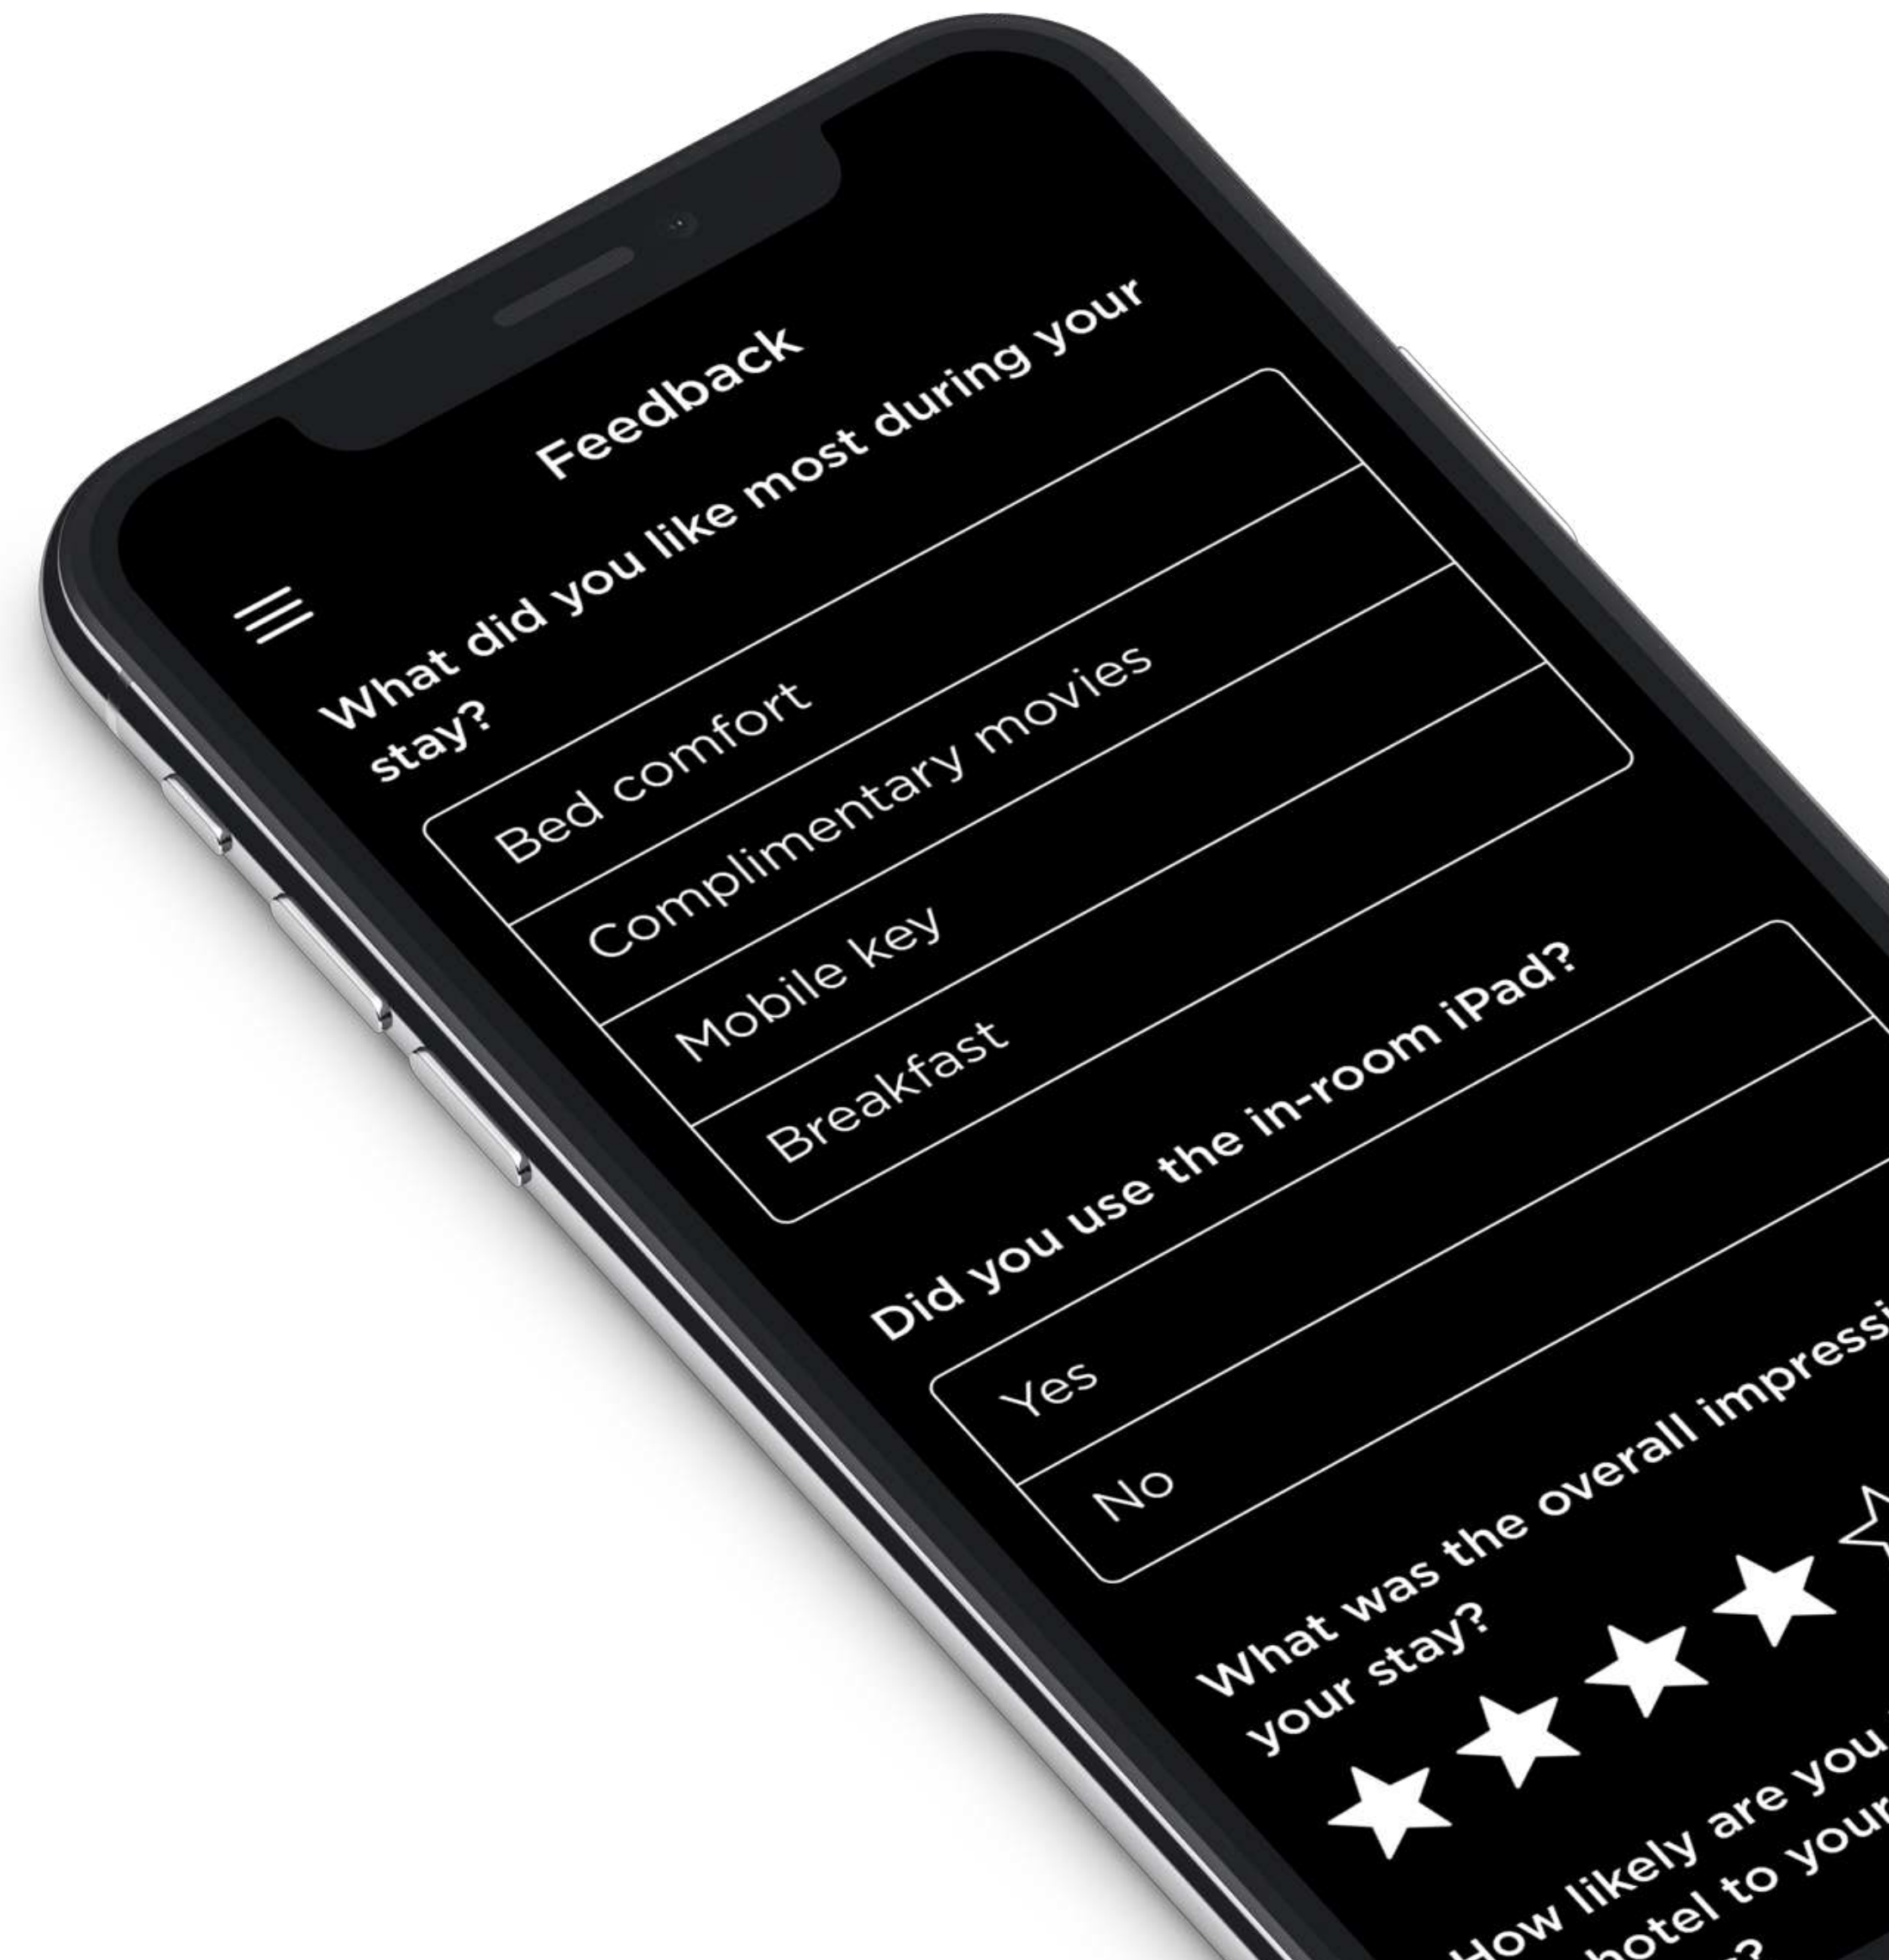 Feedback
What did you like most during your
stay?
Bed comfort
Complimentary movies
Mobile key
Breakfast
Did you use the in-room iPad?
Yes
No
What was the overall impressi
your stay?
How likely are you
hotel to your